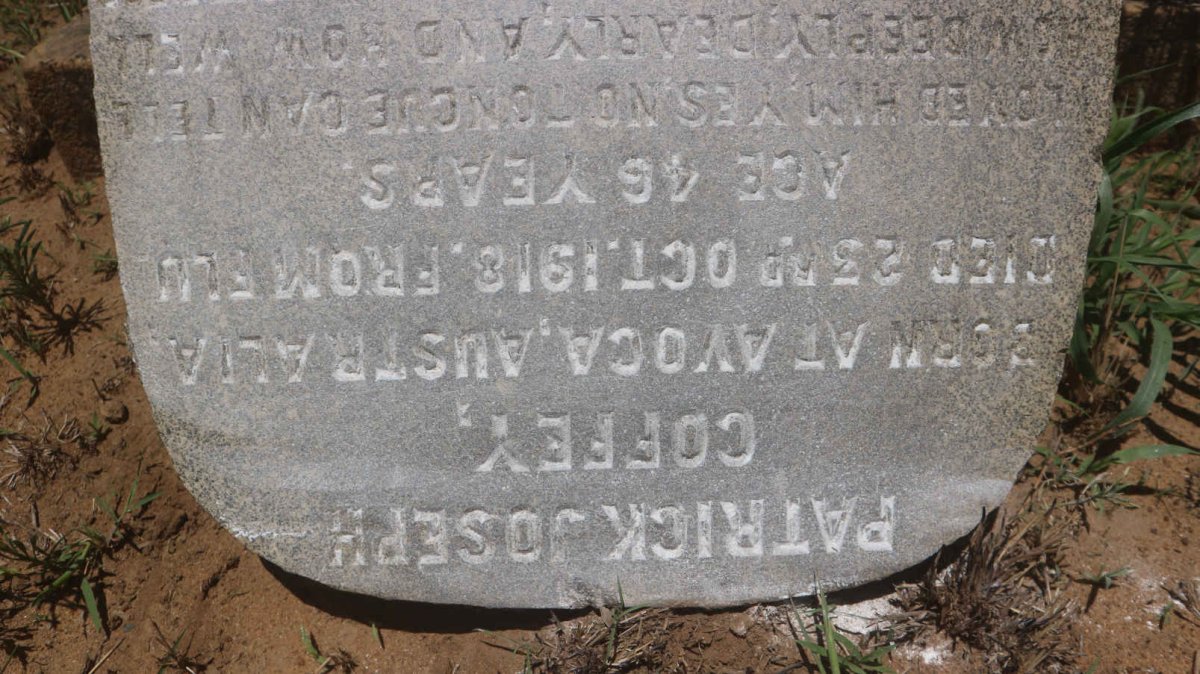 PATRICK JOSEPH
COFFEY,
BORN AT AVOCA, AUSTRALIA.
DIED 23RD OCT. 1918. FROM FLU.
AGE 46 YEARS.
LOVED HIM, YES, NO TONGUE CAN TELL
HOW DEEPLY, DEARLY, AND HOW WELL